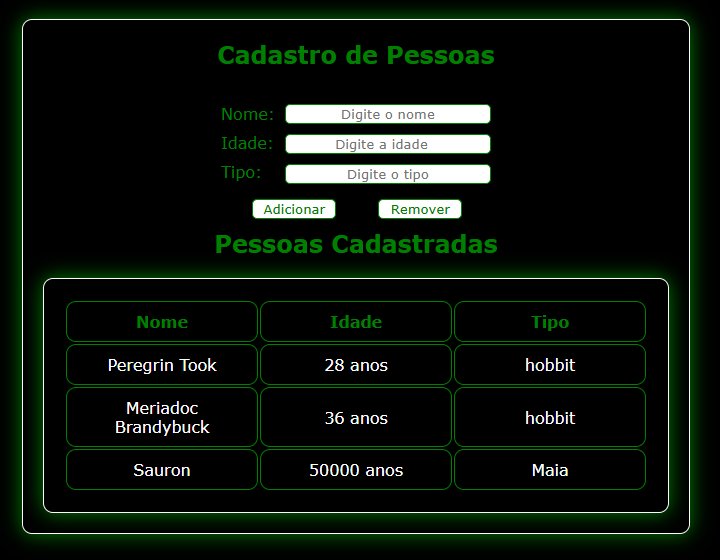 Cadastro de Pessoas
Nome: Digite o nome
Idade: Digite a idade
Tipo: Digite o tipo
Adicionar Remover
Pessoas Cadastradas
Nome Idade Tipo
Peregrin Took 28 anos hobbit
Meriadoc
Brandybuck 36 anos hobbit
Sauron 50000 anos Maia